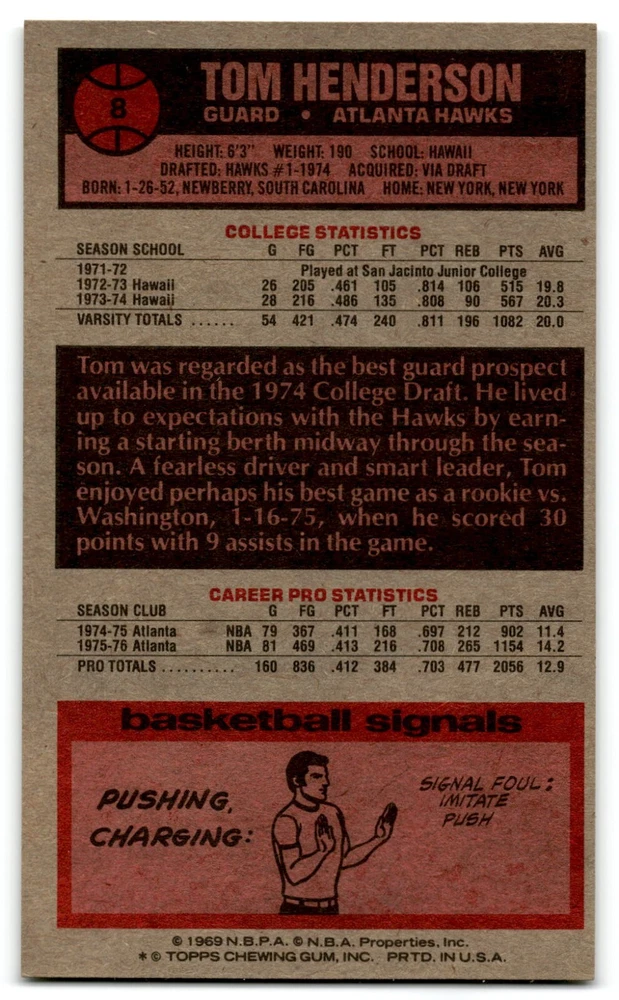 8
TOM HENDERSON
GUARD • ATLANTA HAWKS
HEIGHT: 6'3" WEIGHT: 190 SCHOOL: HAWAII
DRAFTED: HAWKS #1-1974 ACQUIRED: VIA DRAFT
BORN: 1-26-52, NEWBERRY, SOUTH CAROLINA HOME: NEW YORK, NEW YORK
COLLEGE STATISTICS
SEASON SCHOOL G FG PCT FT PCT REB PTS AVG
1971-72 Played at San Jacinto Junior College
1972-73 Hawaii 26 205 .461 105 .814 106 515 19.8
1973-74 Hawaii 28 216 .486 135 .808 90 567 20.3
VARSITY TOTALS ...... 54 421 .474 240 .811 196 1082 20.0
Tom was regarded as the best guard prospect
available in the 1974 College Draft. He lived
up to expectations with the Hawks by earn-
ing a starting berth midway through the sea-
son. A fearless driver and smart leader, Tom
enjoyed perhaps his best game as a rookie vs.
Washington, 1-16-75, when he scored 30
points with 9 assists in the game.
CAREER PRO STATISTICS
SEASON CLUB G FG PCT FT PCT REB PTS AVG
1974-75 Atlanta NBA 79 367 .411 168 .697 212 902 11.4
1975-76 Atlanta NBA 81 469 .413 216 .708 265 1154 14.2
PRO TOTALS .......... 160 836 .412 384 .703 477 2056 12.9
basketball signals
PUSHING,
CHARGING:
SIGNAL FOUL:
IMITATE
PUSH
© 1969 N.B.P.A. © N.B.A. Properties, Inc.
* © TOPPS CHEWING GUM, INC. PRTD. IN U.S.A.